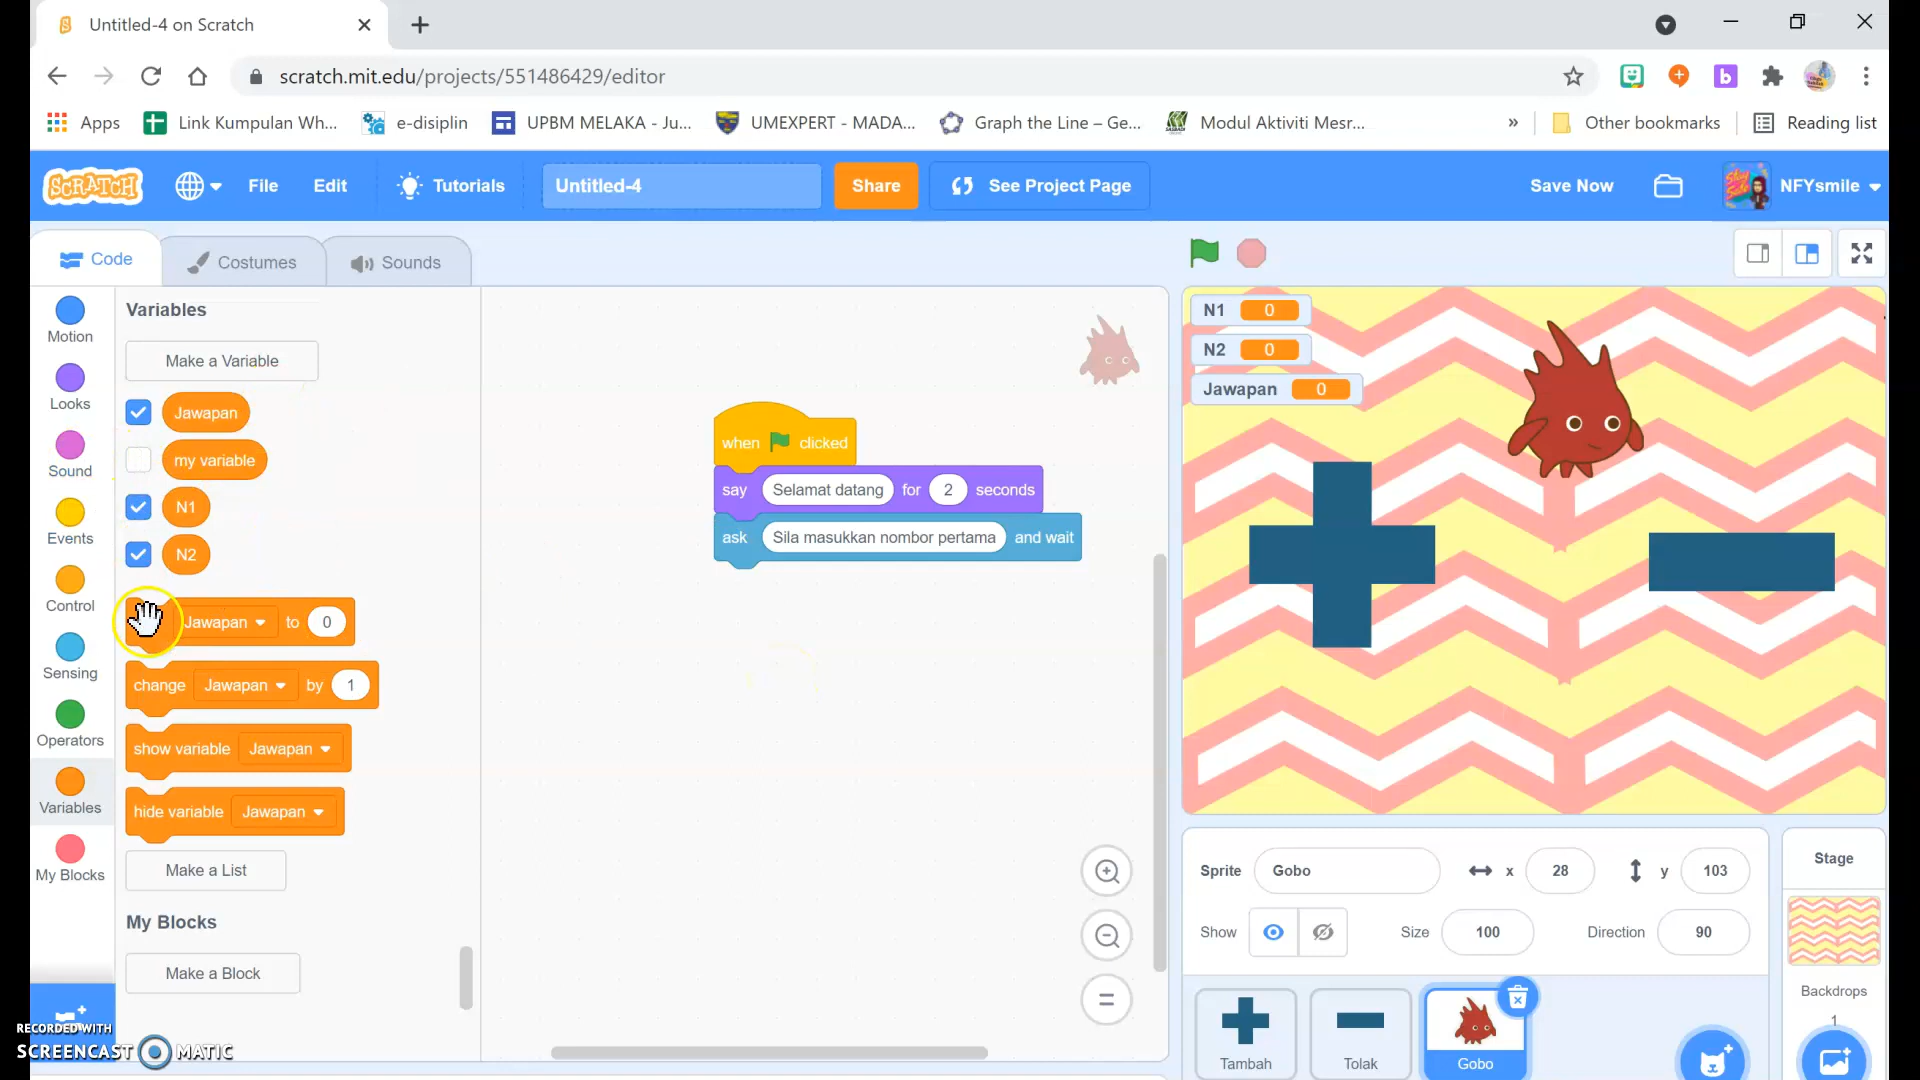 Untitled-4 on Scratch
scratch.mit.edu/projects/551486429/editor
Apps Link Kumpulan Wh... e-disiplin UPBM MELAKA - Ju... UMEXPERT - MADA... Graph the Line – Ge... Modul Aktiviti Mesr... » Other bookmarks Reading list
SCRATCH File Edit Tutorials Untitled-4 Share See Project Page Save Now NFYsmile
Code Costumes Sounds
Motion
Looks
Sound
Events
Control
Sensing
Operators
Variables
My Blocks
Variables
Make a Variable
Jawapan
my variable
N1
N2
Jawapan to 0
change Jawapan by 1
show variable Jawapan
hide variable Jawapan
Make a List
My Blocks
Make a Block
when clicked
say Selamat datang for 2 seconds
ask Sila masukkan nombor pertama and wait
N1 0
N2 0
Jawapan 0
Sprite Gobo x 28 y 103
Show Size 100 Direction 90
Tambah
Tolak
Gobo
Stage
Backdrops
1
RECORDED WITH
SCREENCAST MATIC